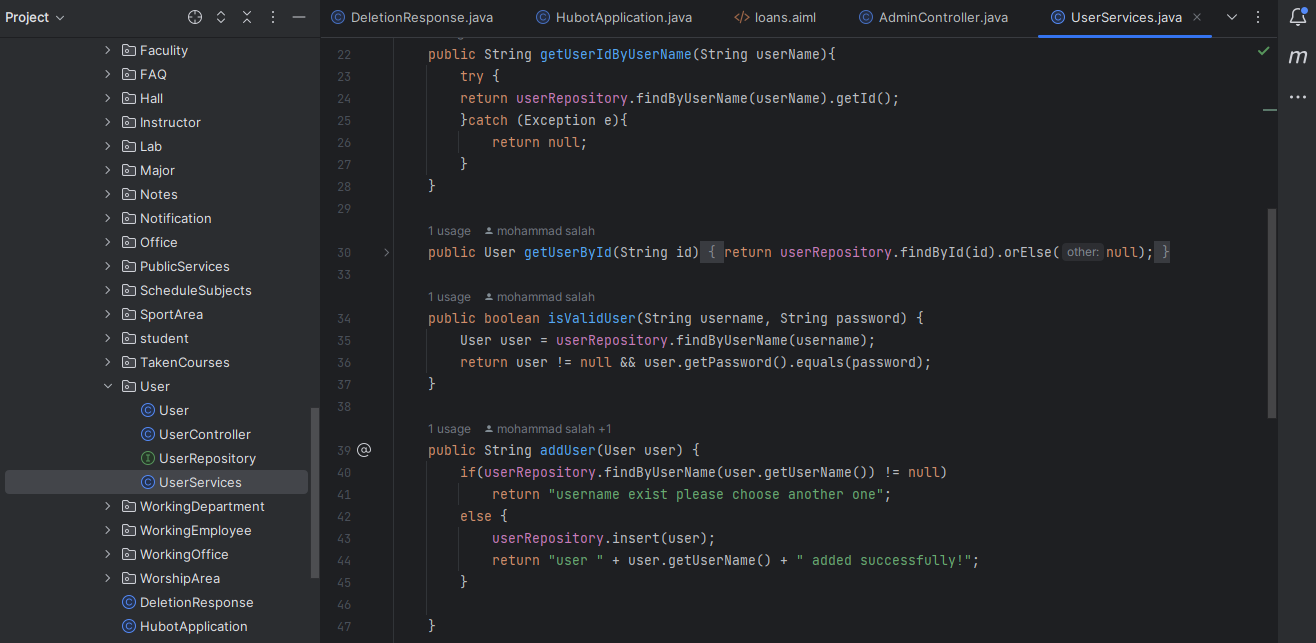 Project
DeletionResponse.java HubotApplication.java </> loans.aiml AdminController.java UserServices.java
Faculity
FAQ
Hall
Instructor
Lab
Major
Notes
Notification
Office
PublicServices
ScheduleSubjects
SportArea
student
TakenCourses
User
User
UserController
UserRepository
UserServices
WorkingDepartment
WorkingEmployee
WorkingOffice
WorshipArea
DeletionResponse
HubotApplication
22 public String getUserIdByUserName(String userName){
23 try {
24 return userRepository.findByUserName(userName).getId();
25 }catch (Exception e){
26 return null;
27 }
28 }
29
1 usage mohammad salah
30 public User getUserById(String id) { return userRepository.findById(id).orElse( other: null); }
33
1 usage mohammad salah
34 public boolean isValidUser(String username, String password) {
35 User user = userRepository.findByUserName(username);
36 return user != null && user.getPassword().equals(password);
37 }
38
1 usage mohammad salah +1
39 @ public String addUser(User user) {
40 if(userRepository.findByUserName(user.getUserName()) != null)
41 return "username exist please choose another one";
42 else {
43 userRepository.insert(user);
44 return "user " + user.getUserName() + " added successfully!";
45 }
46
47 }
m